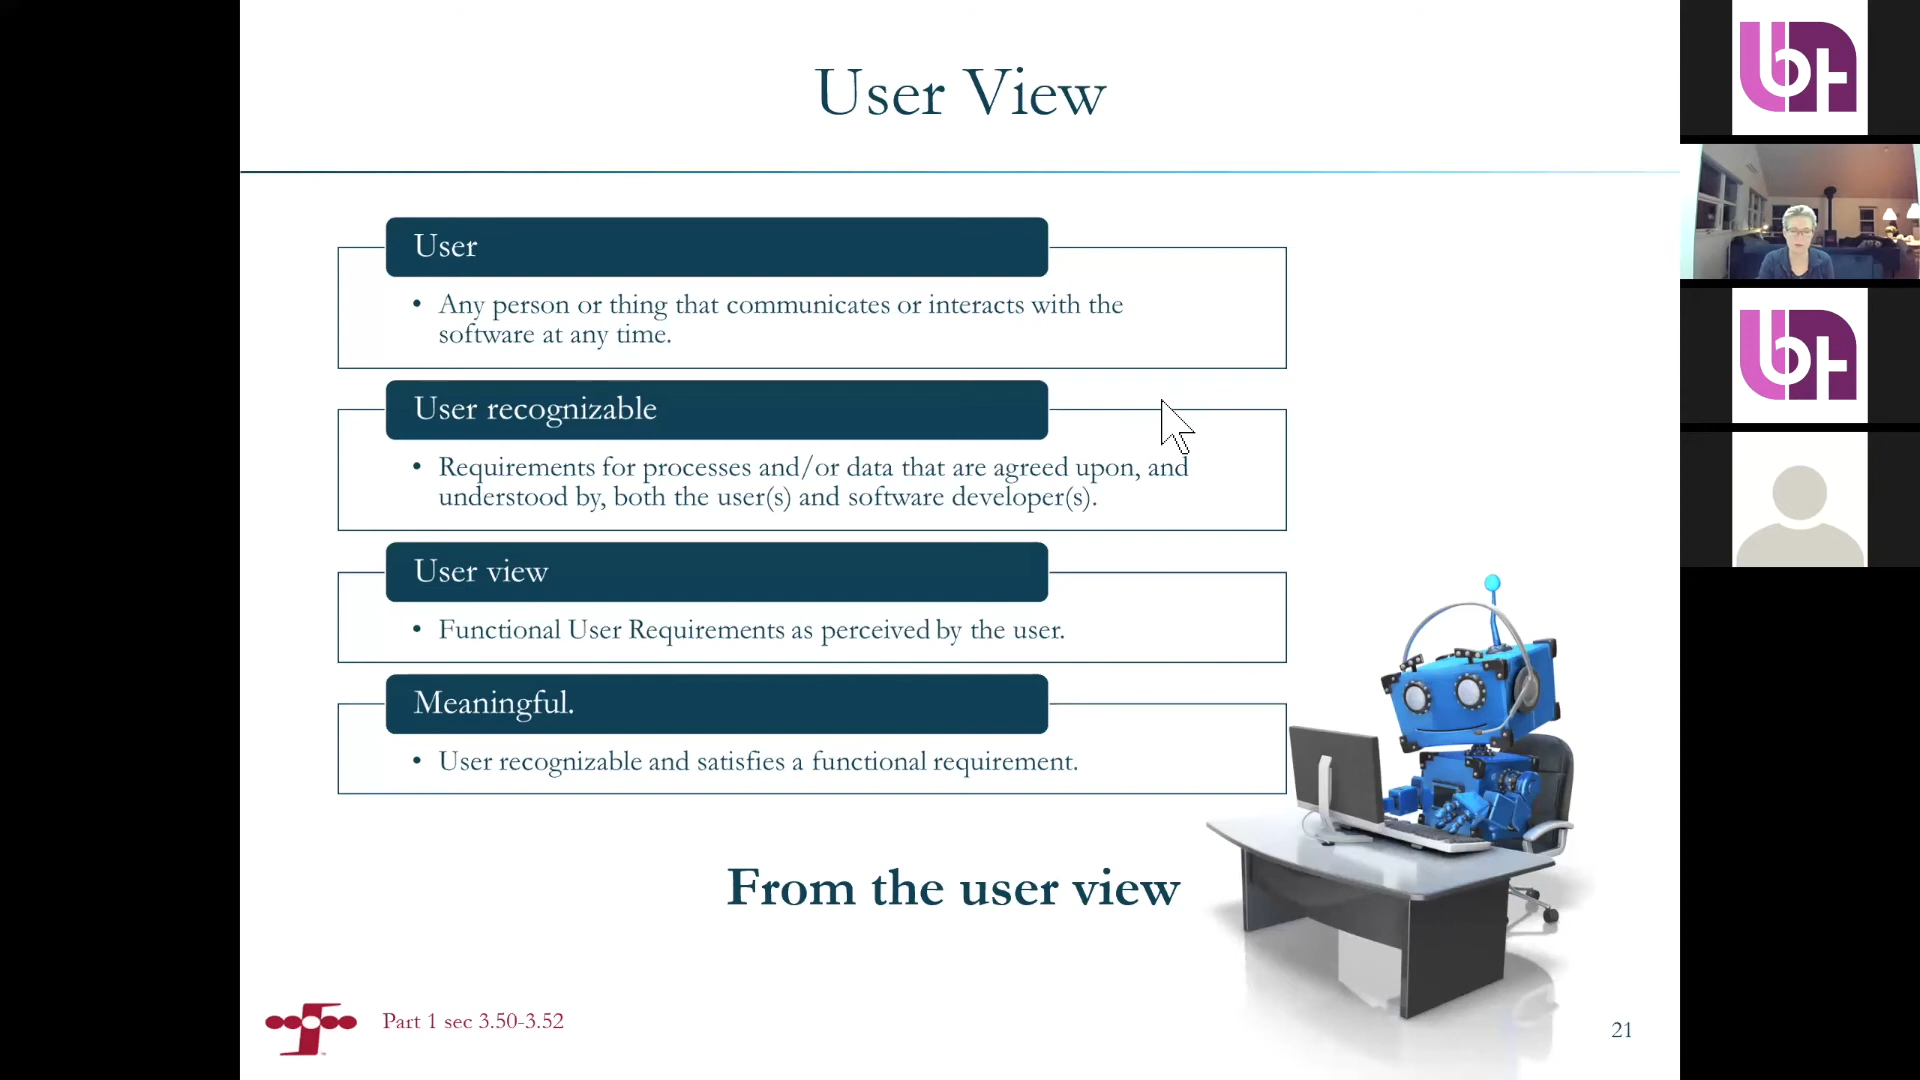 User View
User
• Any person or thing that communicates or interacts with the
software at any time.
User recognizable
• Requirements for processes and/or data that are agreed upon, and
understood by, both the user(s) and software developer(s).
User view
• Functional User Requirements as perceived by the user.
Meaningful.
• User recognizable and satisfies a functional requirement.
From the user view
Part 1 sec 3.50-3.52
21